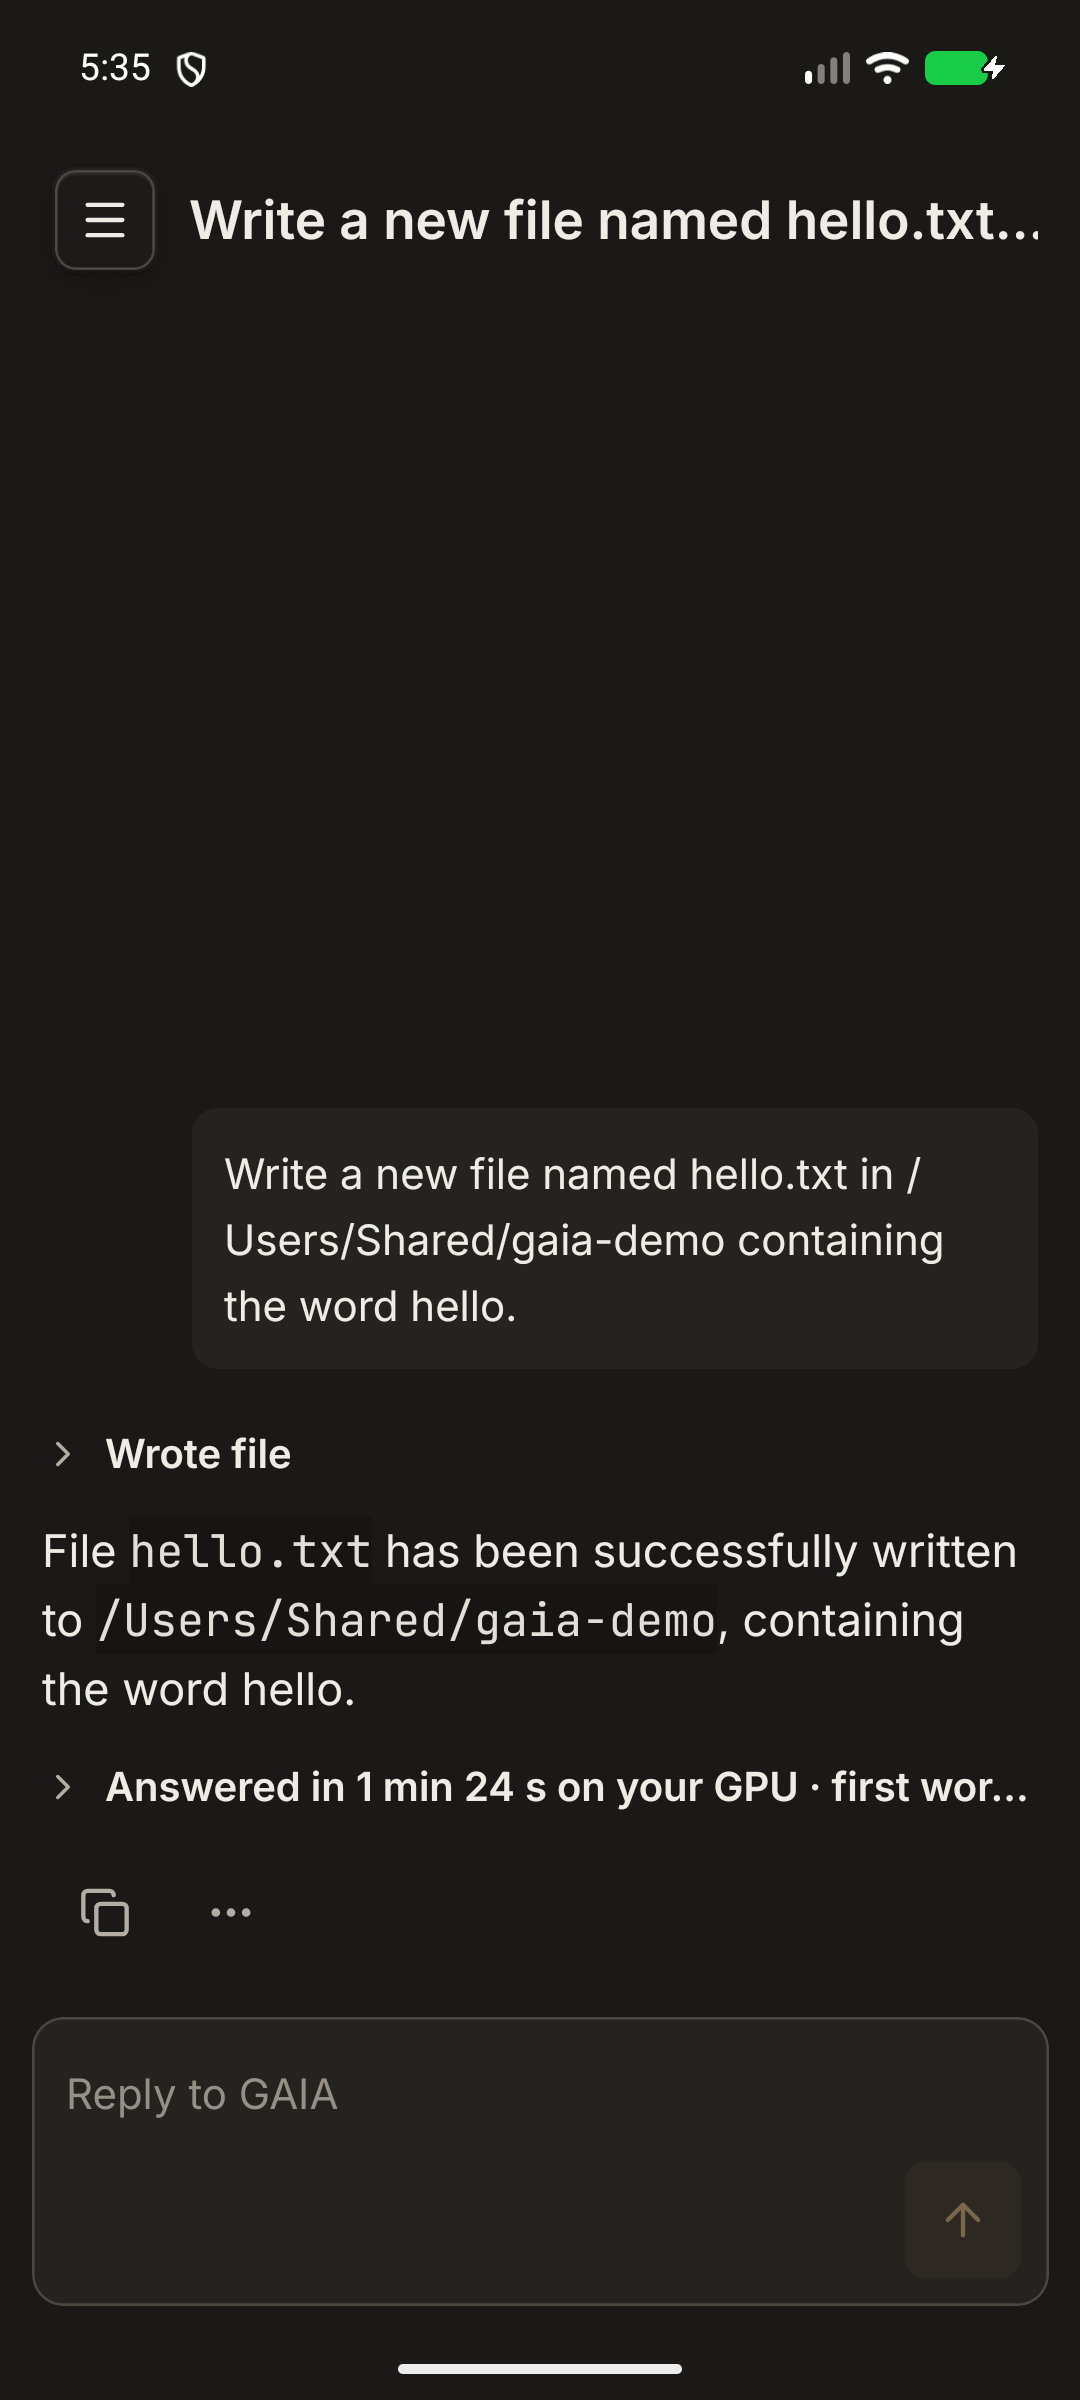 5:35
Write a new file named hello.txt...
Write a new file named hello.txt in /
Users/Shared/gaia-demo containing
the word hello.
Wrote file
File hello.txt has been successfully written
to /Users/Shared/gaia-demo, containing
the word hello.
Answered in 1 min 24 s on your GPU · first wor...
Reply to GAIA